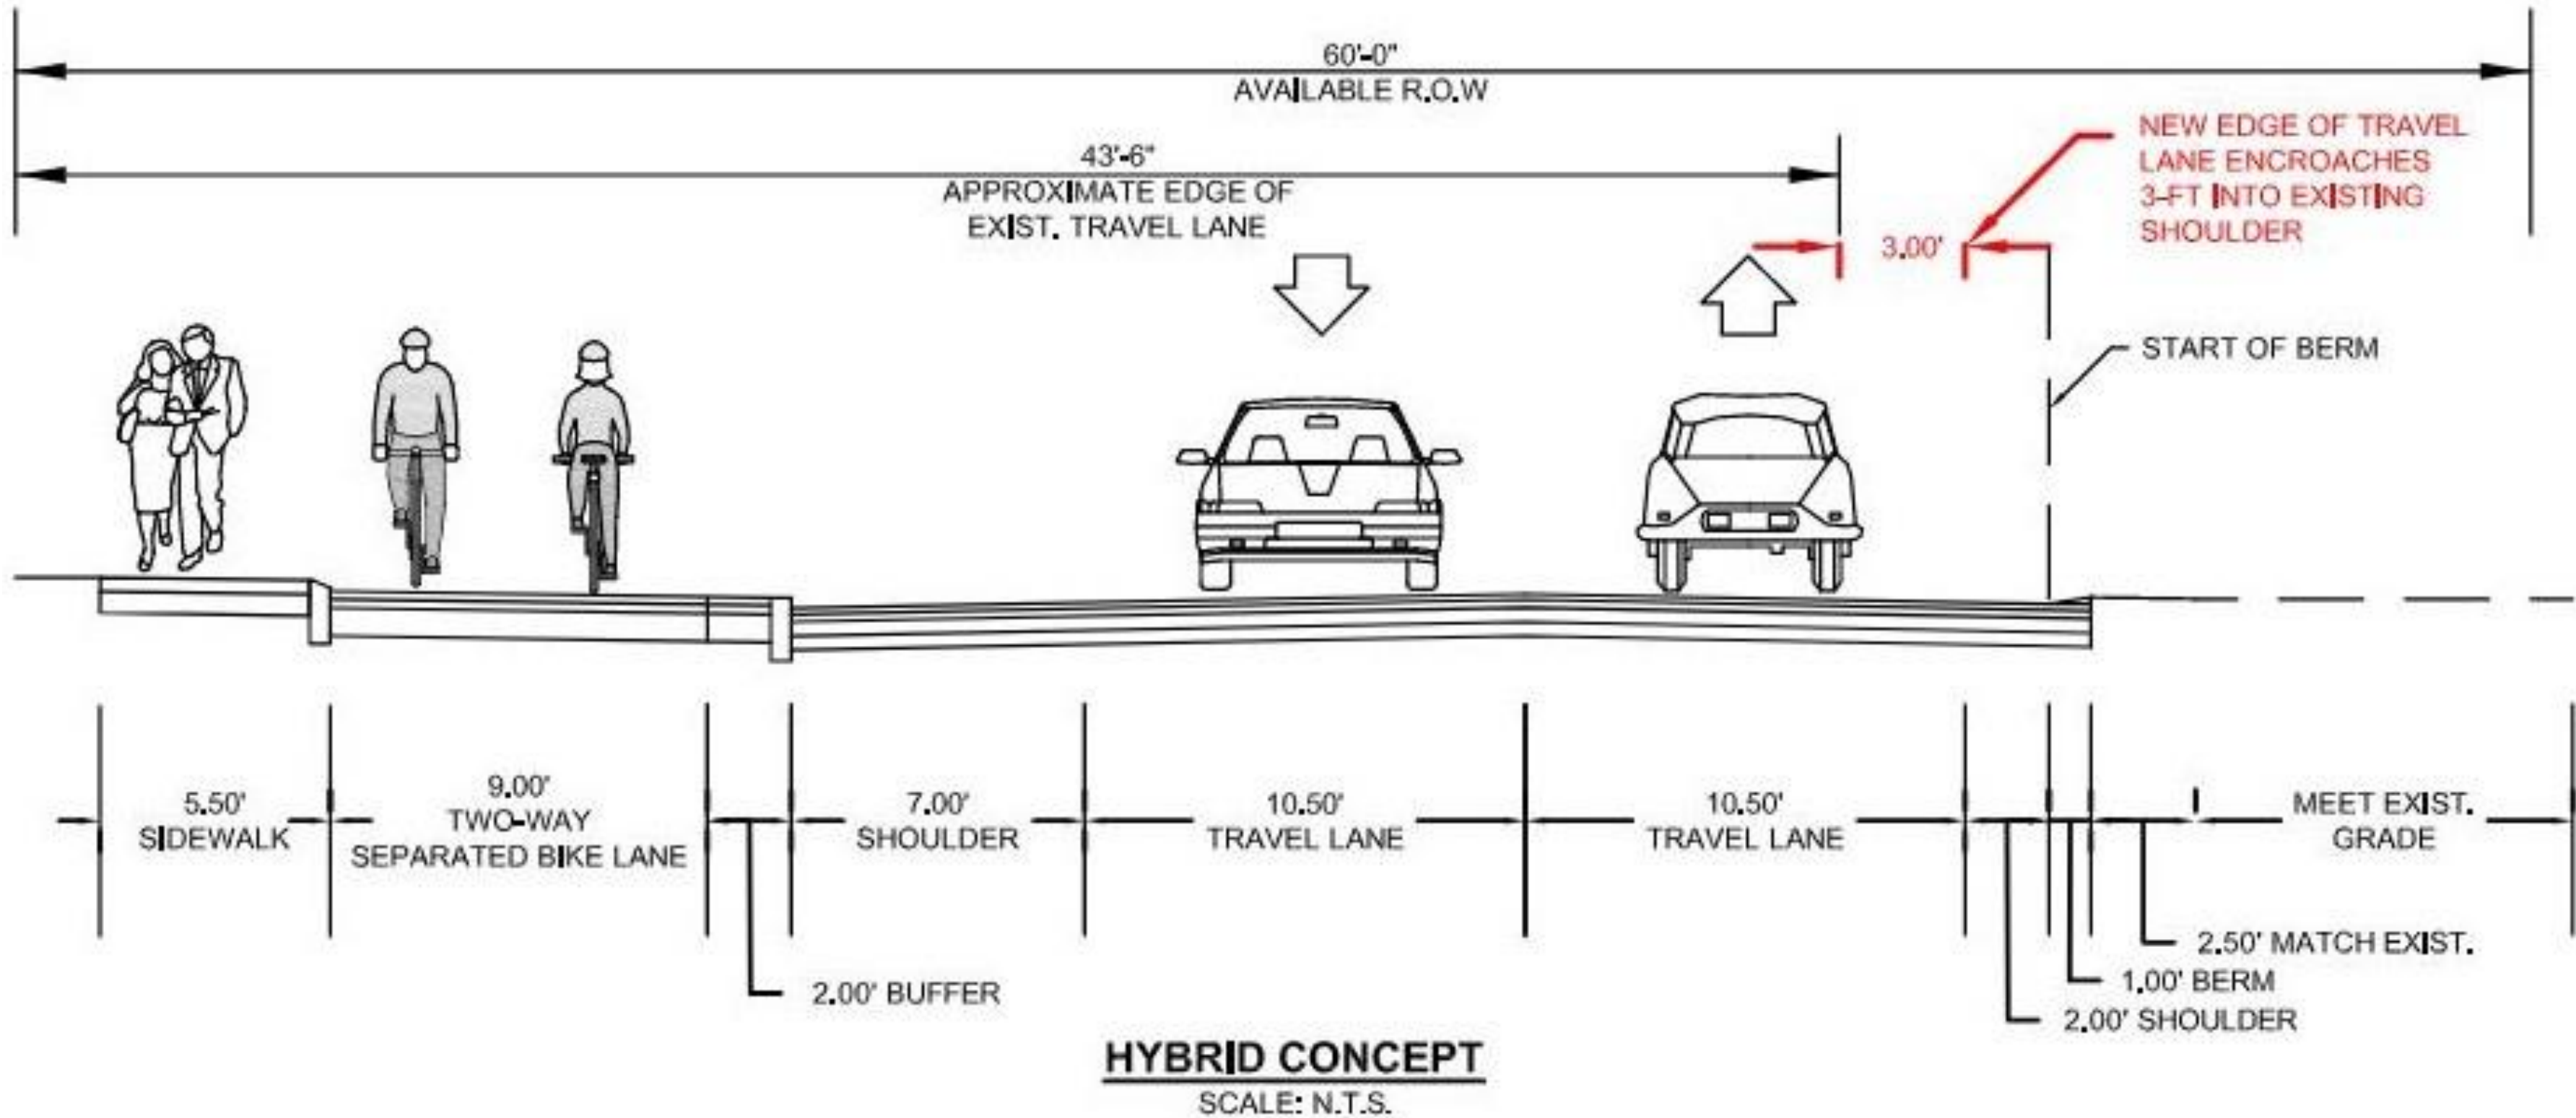 60'-0"
AVAILABLE R.O.W
43'-6"
APPROXIMATE EDGE OF
EXIST. TRAVEL LANE
NEW EDGE OF TRAVEL
LANE ENCROACHES
3-FT INTO EXISTING
SHOULDER
3.00'
START OF BERM
5.50'
SIDEWALK
9.00'
TWO-WAY
SEPARATED BIKE LANE
7.00'
SHOULDER
10.50'
TRAVEL LANE
10.50'
TRAVEL LANE
MEET EXIST.
GRADE
2.50' MATCH EXIST.
1.00' BERM
2.00' SHOULDER
2.00' BUFFER
HYBRID CONCEPT
SCALE: N.T.S.